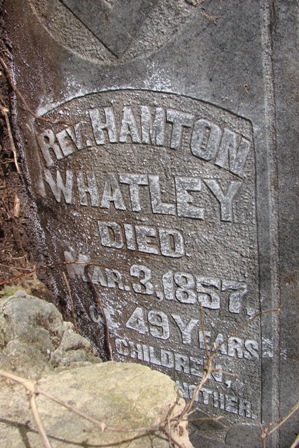 REV. HAMTON
WHATLEY
DIED
MAR. 3, 1857,
49 YEARS
CHILDREN,